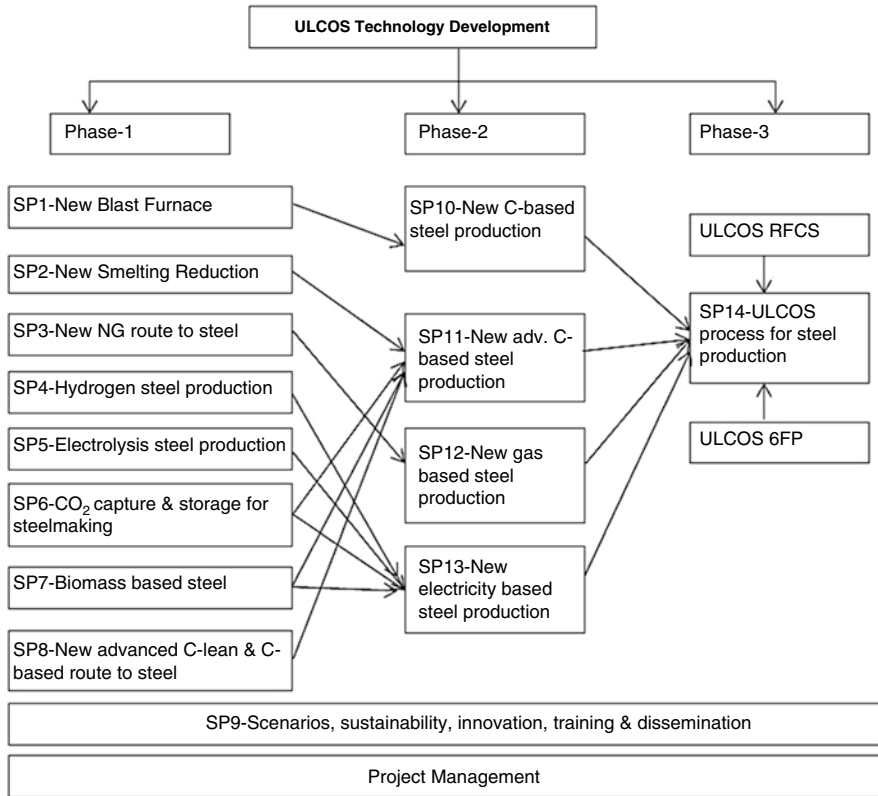 ULCOS Technology Development
Phase-1
Phase-2
Phase-3
SP1-New Blast Furnace
SP2-New Smelting Reduction
SP3-New NG route to steel
SP4-Hydrogen steel production
SP5-Electrolysis steel production
SP6-CO₂ capture & storage for
steelmaking
SP7-Biomass based steel
SP8-New advanced C-lean & C-
based route to steel
SP10-New C-based
steel production
SP11-New adv. C-
based steel
production
SP12-New gas
based steel
production
SP13-New
electricity based
steel production
ULCOS RFCS
SP14-ULCOS
process for steel
production
ULCOS 6FP
SP9-Scenarios, sustainability, innovation, training & dissemination
Project Management